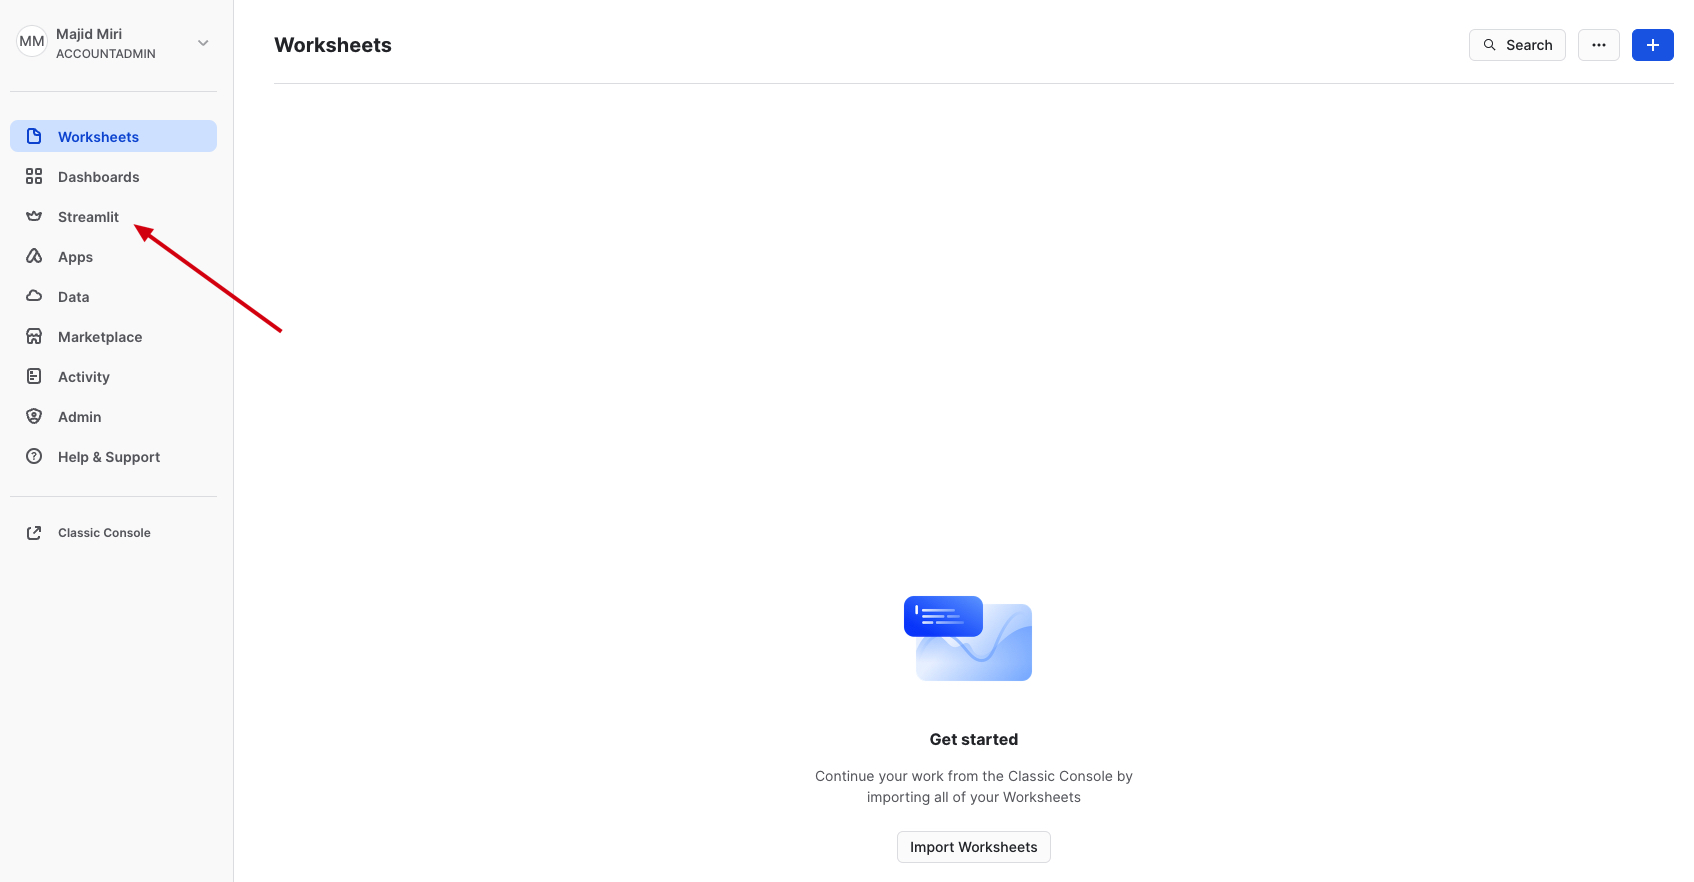 MM
Majid Miri
ACCOUNTADMIN
Worksheets
Dashboards
Streamlit
Apps
Data
Marketplace
Activity
Admin
Help & Support
Classic Console
Worksheets
Search
Get started
Continue your work from the Classic Console by
importing all of your Worksheets
Import Worksheets